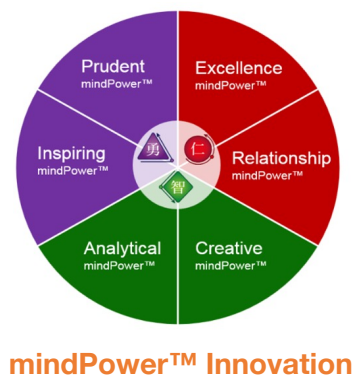 Prudent
mindPower™
Excellence
mindPower™
Inspiring
mindPower™
勇
仁
Relationship
mindPower™
智
Analytical
mindPower™
Creative
mindPower™
mindPower™ Innovation